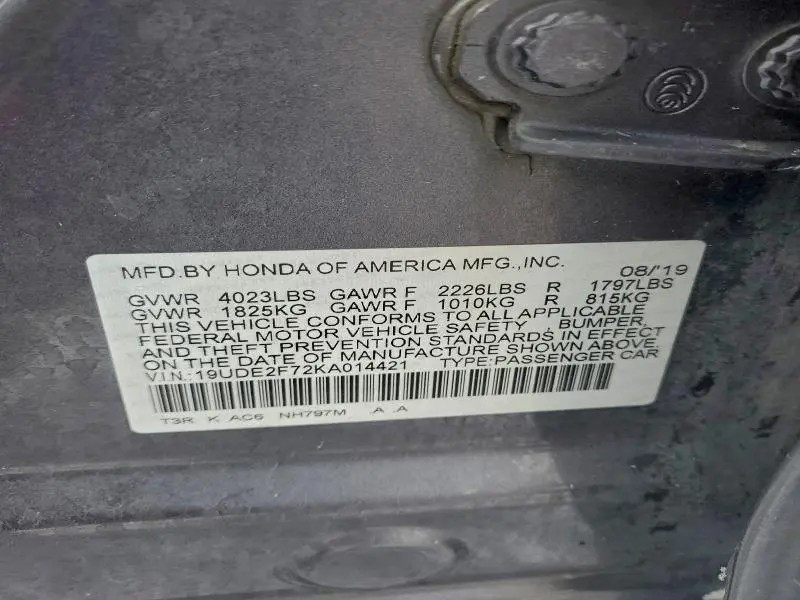 MFD.BY HONDA OF AMERICA MFG.,INC. 08/'19
GVWR 4023LBS GAWR F 2226LBS R 1797LBS
GVWR 1825KG GAWR F 1010KG R 815KG
THIS VEHICLE CONFORMS TO ALL APPLICABLE
FEDERAL MOTOR VEHICLE SAFETY , BUMPER,
AND THEFT PREVENTION STANDARDS IN EFFECT
ON THE DATE OF MANUFACTURE SHOWN ABOVE.
V.I.N.:19UDE2F72KA014421 TYPE:PASSENGER CAR
T3R K AC6 NH797M .A .A